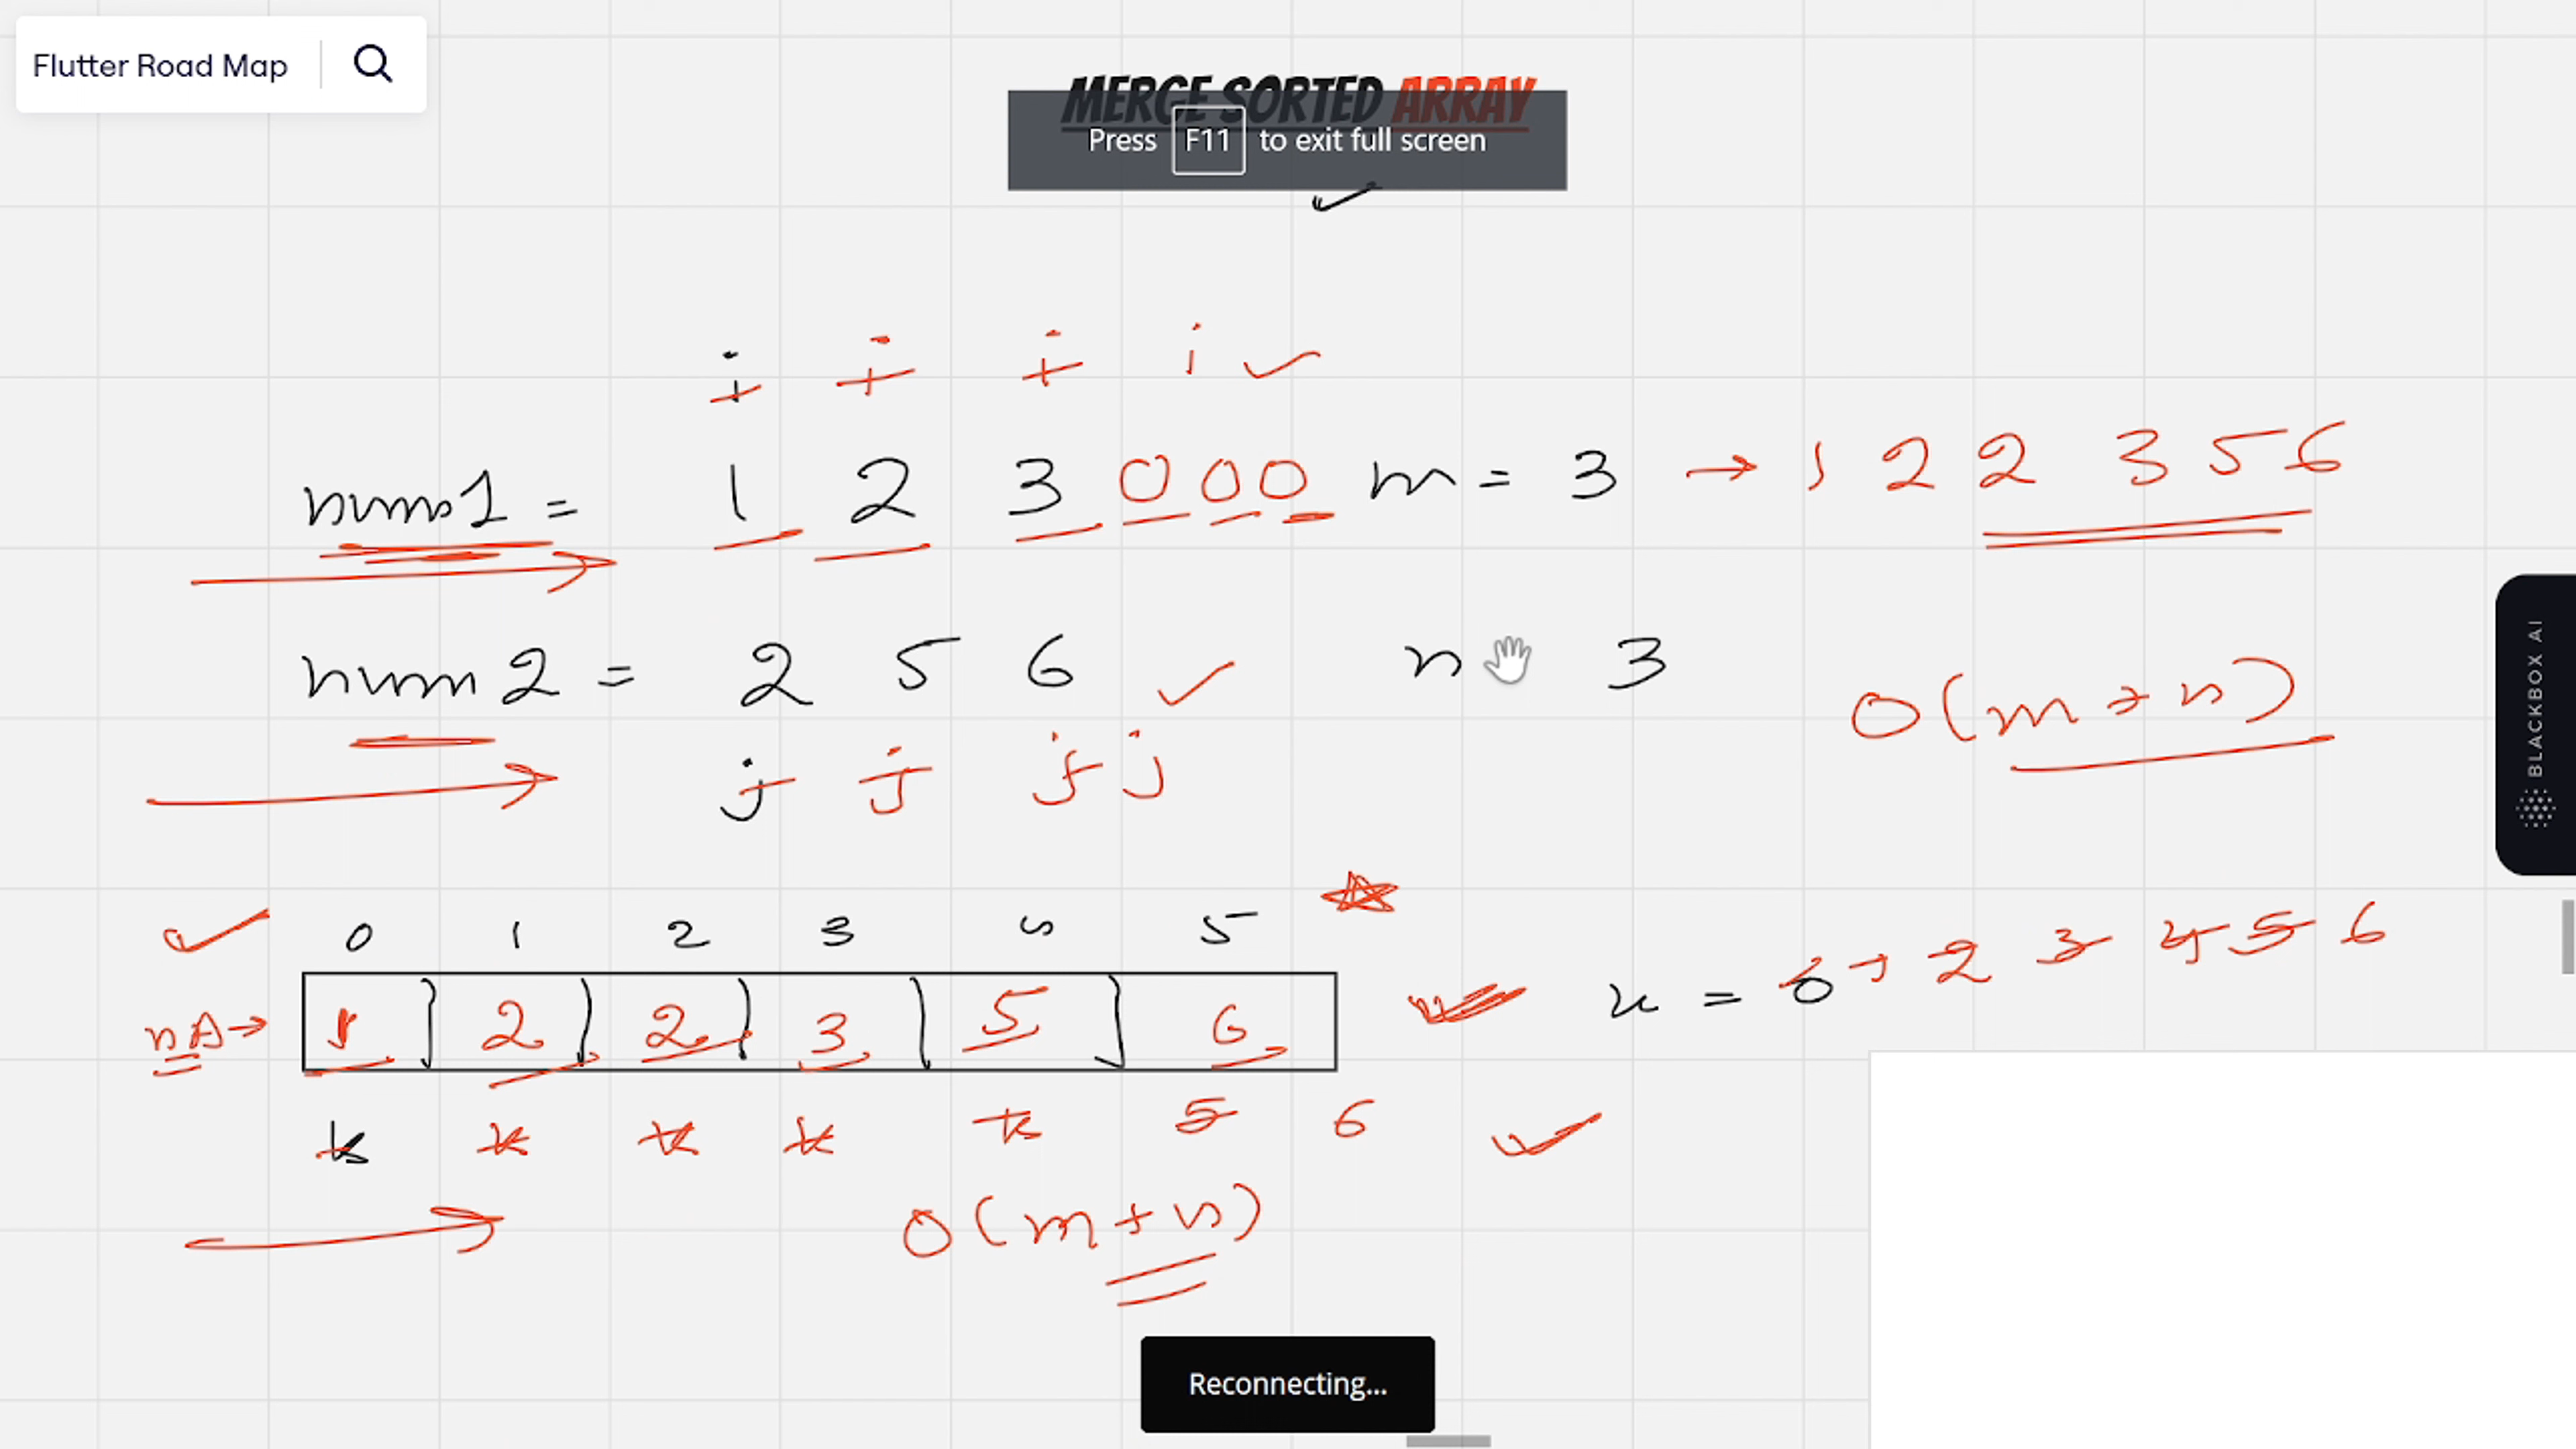 Flutter Road Map
MERGE SORTED ARRAY
Press F11 to exit full screen
i i i i
nums1 = 1 2 3 0 0 0 m = 3 → 1 2 2 3 5 6
num2 = 2 5 6 n 3
O(m+n)
j j j j
BLACKBOX AI
0 1 2 3 4 5
nA→ 1 2 2 3 5 6
k = 0 1 2 3 4 5 6
k k k k k 5 6
O(m+n)
Reconnecting...